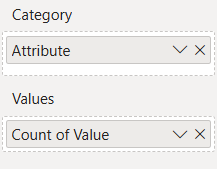 Category
Attribute
Values
Count of Value